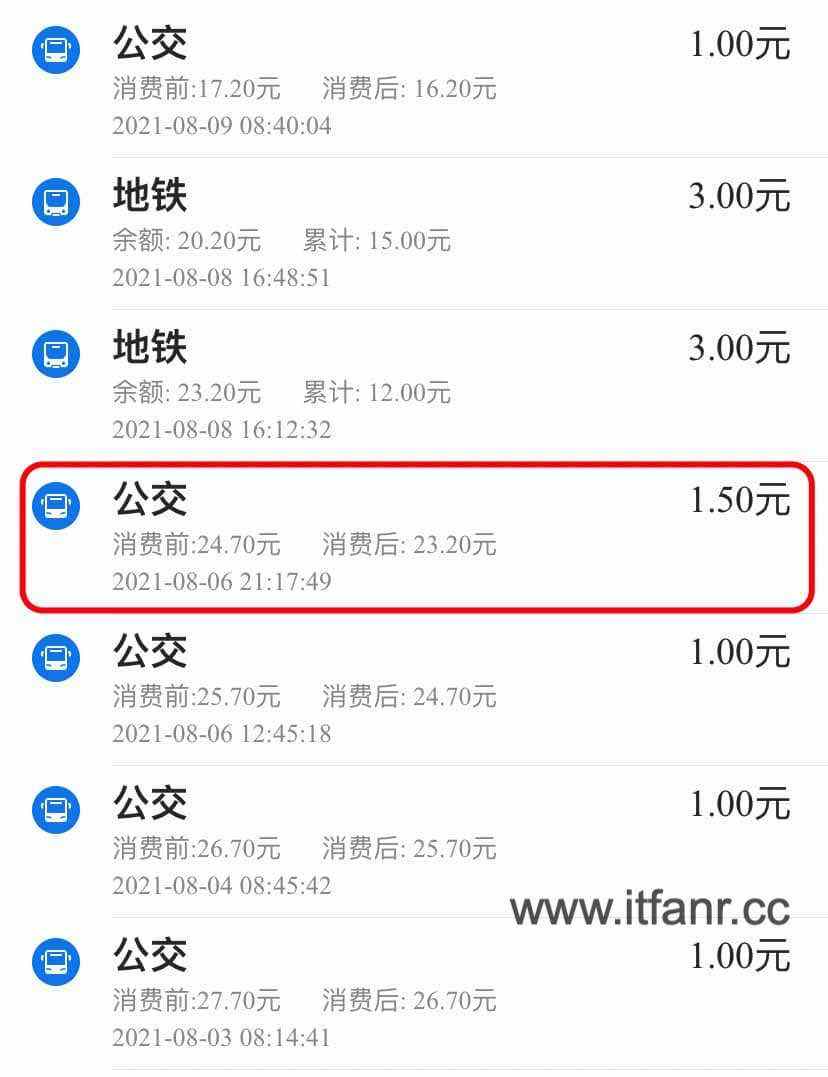 公交 1.00元
消费前:17.20元 消费后: 16.20元
2021-08-09 08:40:04
地铁 3.00元
余额: 20.20元 累计: 15.00元
2021-08-08 16:48:51
地铁 3.00元
余额: 23.20元 累计: 12.00元
2021-08-08 16:12:32
公交 1.50元
消费前:24.70元 消费后: 23.20元
2021-08-06 21:17:49
公交 1.00元
消费前:25.70元 消费后: 24.70元
2021-08-06 12:45:18
公交 1.00元
消费前:26.70元 消费后: 25.70元
2021-08-04 08:45:42
www.itfanr.cc
公交 1.00元
消费前:27.70元 消费后: 26.70元
2021-08-03 08:14:41